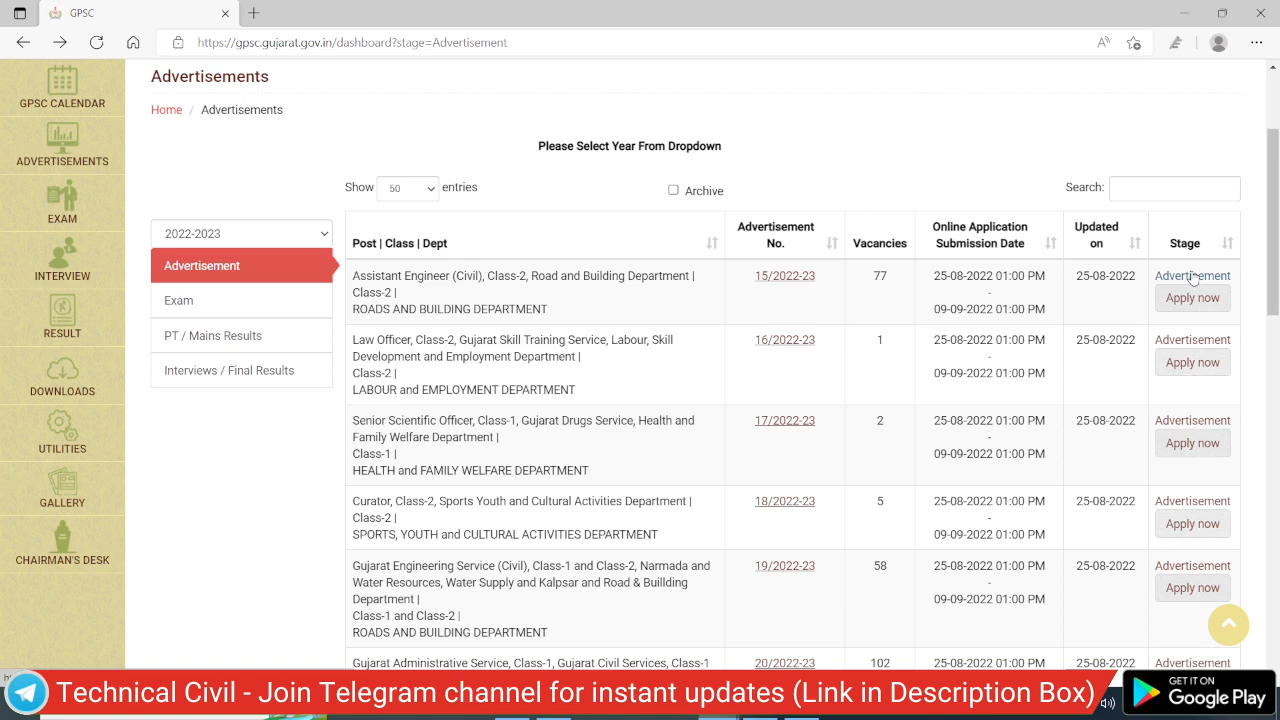 https://gpsc.gujarat.gov.in/dashboard?stage=Advertisement
GPSC CALENDAR
ADVERTISEMENTS
EXAM
INTERVIEW
RESULT
DOWNLOADS
UTILITIES
GALLERY
CHAIRMAN'S DESK
Advertisements
Home / Advertisements
Please Select Year From Dropdown
Show 50 entries
Archive
Search:
2022-2023
Advertisement
Exam
PT / Mains Results
Interviews / Final Results
Post | Class | Dept
Advertisement
No.
Vacancies
Online Application
Submission Date
Updated
on
Stage
Assistant Engineer (Civil), Class-2, Road and Building Department |
Class-2 |
ROADS AND BUILDING DEPARTMENT
15/2022-23
77
25-08-2022 01:00 PM
-
09-09-2022 01:00 PM
25-08-2022
Advertisement
Apply now
Law Officer, Class-2, Gujarat Skill Training Service, Labour, Skill
Development and Employment Department |
Class-2 |
LABOUR and EMPLOYMENT DEPARTMENT
16/2022-23
1
25-08-2022 01:00 PM
-
09-09-2022 01:00 PM
25-08-2022
Advertisement
Apply now
Senior Scientific Officer, Class-1, Gujarat Drugs Service, Health and
Family Welfare Department |
Class-1 |
HEALTH and FAMILY WELFARE DEPARTMENT
17/2022-23
2
25-08-2022 01:00 PM
-
09-09-2022 01:00 PM
25-08-2022
Advertisement
Apply now
Curator, Class-2, Sports Youth and Cultural Activities Department |
Class-2 |
SPORTS, YOUTH and CULTURAL ACTIVITIES DEPARTMENT
18/2022-23
5
25-08-2022 01:00 PM
-
09-09-2022 01:00 PM
25-08-2022
Advertisement
Apply now
Gujarat Engineering Service (Civil), Class-1 and Class-2, Narmada and
Water Resources, Water Supply and Kalpsar and Road & Buillding
Department |
Class-1 and Class-2 |
ROADS AND BUILDING DEPARTMENT
19/2022-23
58
25-08-2022 01:00 PM
-
09-09-2022 01:00 PM
25-08-2022
Advertisement
Apply now
Gujarat Administrative Service, Class-1, Gujarat Civil Services, Class-1
20/2022-23
102
25-08-2022 01:00 PM
25-08-2022
Advertisement
Technical Civil - Join Telegram channel for instant updates (Link in Description Box)
GET IT ON
Google Play